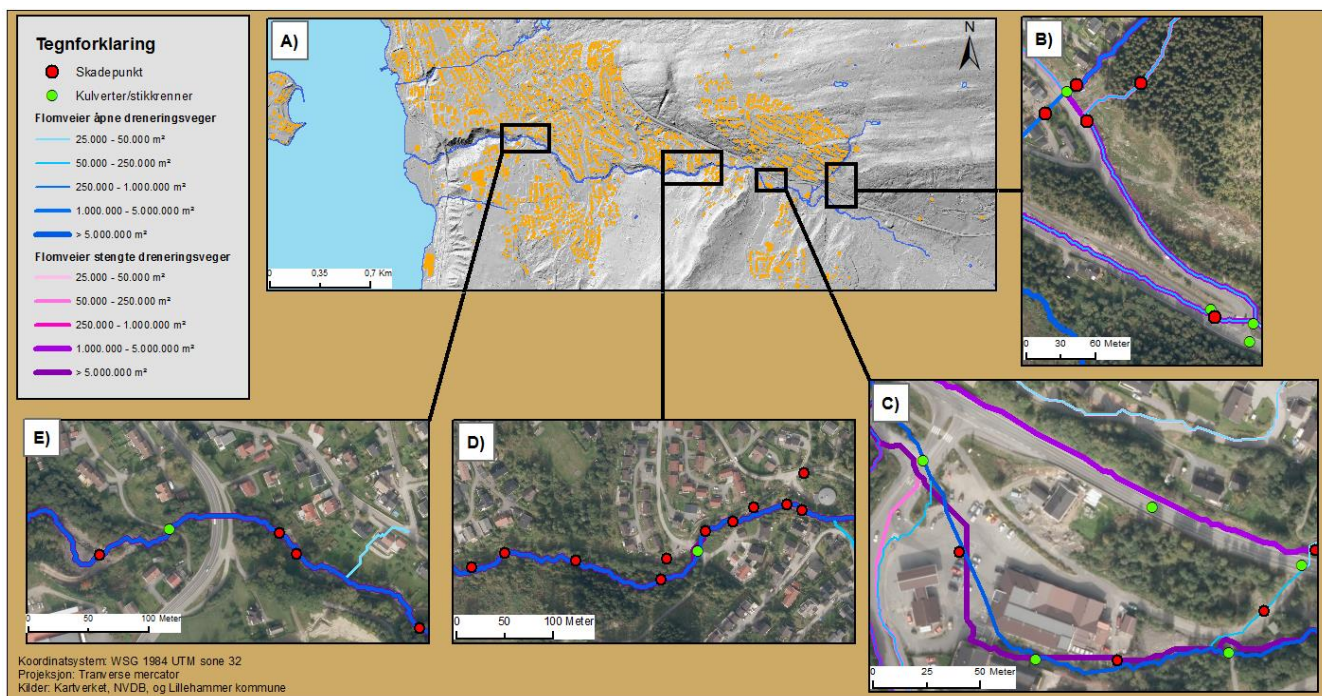 Tegnforklaring
Skadepunkt
Kulverter/stikkrenner
Flomveier åpne dreneringsveger
25.000 - 50.000 m²
50.000 - 250.000 m²
250.000 - 1.000.000 m²
1.000.000 - 5.000.000 m²
> 5.000.000 m²
Flomveier stengte dreneringsveger
25.000 - 50.000 m²
50.000 - 250.000 m²
250.000 - 1.000.000 m²
1.000.000 - 5.000.000 m²
> 5.000.000 m²
A)
N
0 0,35 0,7 Km
B)
0 30 60 Meter
C)
0 25 50 Meter
D)
0 50 100 Meter
E)
0 50 100 Meter
Koordinatsystem: WSG 1984 UTM sone 32
Projeksjon: Tranverse mercator
Kilder: Kartverket, NVDB, og Lillehammer kommune